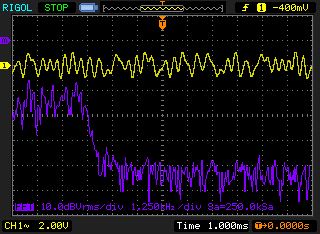 RIGOL STOP T f 1 -400mV
T
M
1
FFT 10.0dBVrms/div 1.250kHz/div Sa=250.0kSa
CH1~ 2.00V Time 1.000ms T→0.0000s